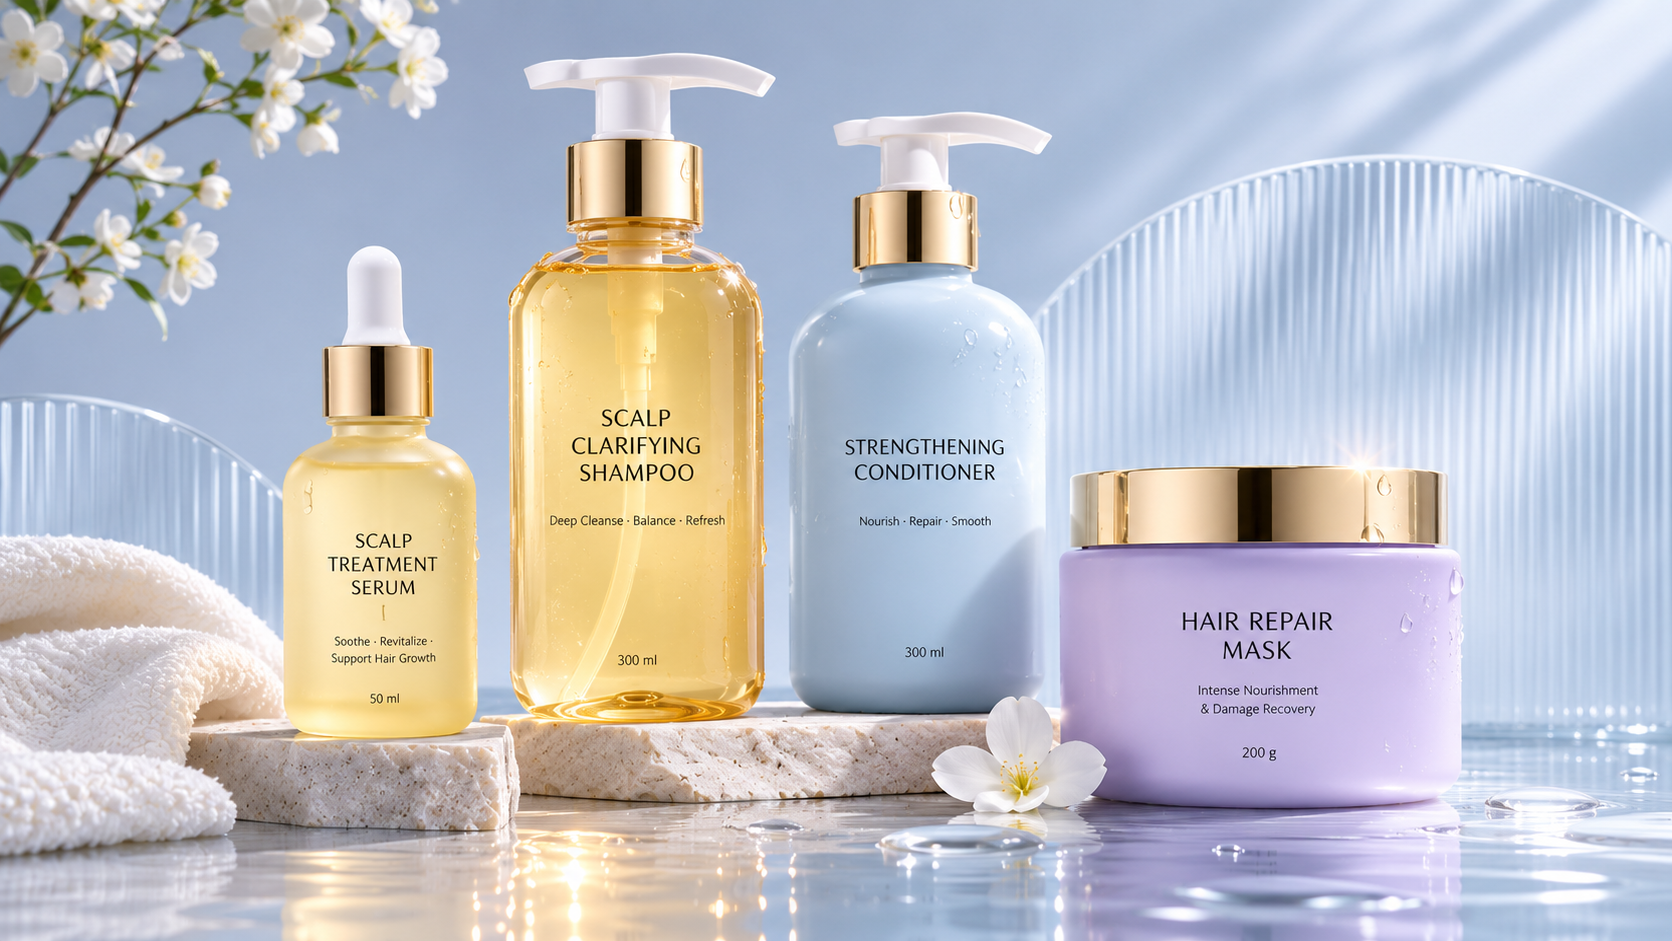 SCALP
TREATMENT
SERUM
Soothe · Revitalize ·
Support Hair Growth
50 ml
SCALP
CLARIFYING
SHAMPOO
Deep Cleanse · Balance · Refresh
300 ml
STRENGTHENING
CONDITIONER
Nourish · Repair · Smooth
300 ml
HAIR REPAIR
MASK
Intense Nourishment
& Damage Recovery
200 g